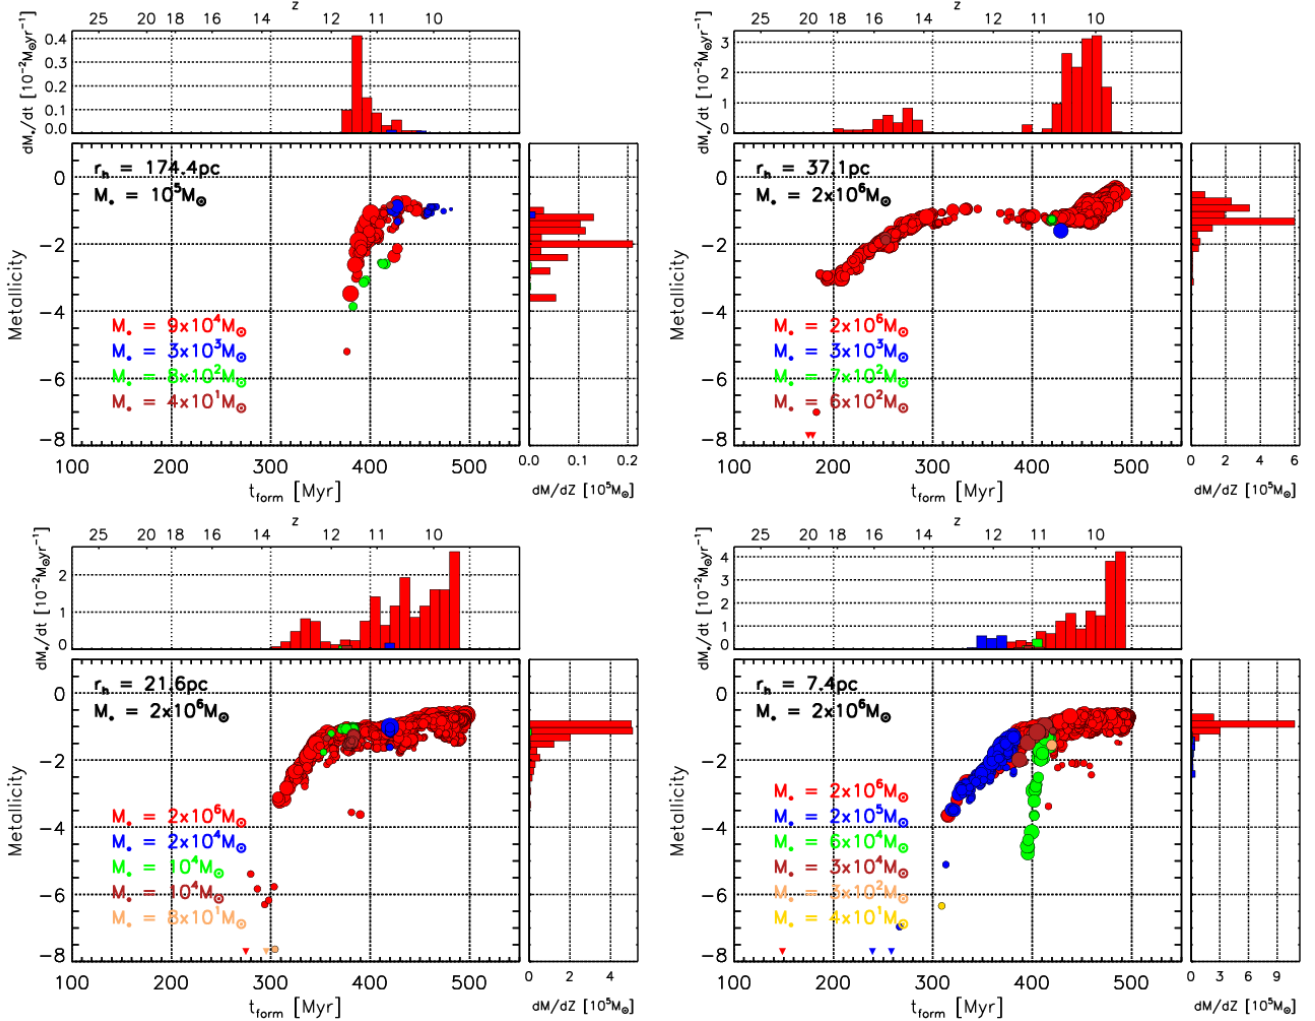 z
25 20 18 16 14 12 11 10
dM⋆/dt [10⁻²M⊙yr⁻¹]
0.4
0.3
0.2
0.1
0.0
r_h = 174.4pc
M⋆ = 10⁵M⊙
Metallicity
0
−2
−4
−6
−8
M⋆ = 9x10⁴M⊙
M⋆ = 3x10³M⊙
M⋆ = 8x10²M⊙
M⋆ = 4x10¹M⊙
100 200 300 400 500
t_form [Myr]
0.0 0.1 0.2
dM/dZ [10⁵M⊙]
z
25 20 18 16 14 12 11 10
dM⋆/dt [10⁻²M⊙yr⁻¹]
3
2
1
0
r_h = 37.1pc
M⋆ = 2x10⁶M⊙
Metallicity
0
−2
−4
−6
−8
M⋆ = 2x10⁶M⊙
M⋆ = 3x10³M⊙
M⋆ = 7x10²M⊙
M⋆ = 6x10²M⊙
100 200 300 400 500
t_form [Myr]
0 2 4 6
dM/dZ [10⁵M⊙]
z
25 20 18 16 14 12 11 10
dM⋆/dt [10⁻²M⊙yr⁻¹]
2
1
0
r_h = 21.6pc
M⋆ = 2x10⁶M⊙
Metallicity
0
−2
−4
−6
−8
M⋆ = 2x10⁶M⊙
M⋆ = 2x10⁴M⊙
M⋆ = 10⁴M⊙
M⋆ = 10⁴M⊙
M⋆ = 8x10¹M⊙
100 200 300 400 500
t_form [Myr]
0 2 4
dM/dZ [10⁵M⊙]
z
25 20 18 16 14 12 11 10
dM⋆/dt [10⁻²M⊙yr⁻¹]
4
3
2
1
0
r_h = 7.4pc
M⋆ = 2x10⁶M⊙
Metallicity
0
−2
−4
−6
−8
M⋆ = 2x10⁶M⊙
M⋆ = 2x10⁵M⊙
M⋆ = 6x10⁴M⊙
M⋆ = 3x10⁴M⊙
M⋆ = 3x10²M⊙
M⋆ = 4x10¹M⊙
100 200 300 400 500
t_form [Myr]
0 3 6 9
dM/dZ [10⁵M⊙]